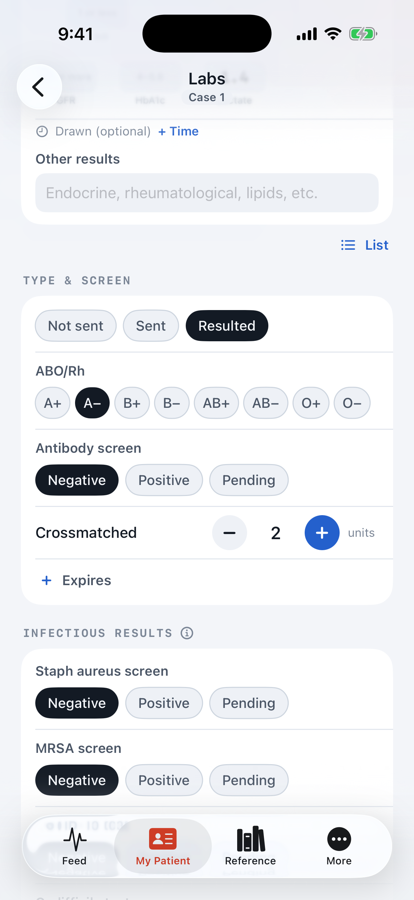 9:41
Labs
Case 1
Drawn (optional) + Time
Other results
Endocrine, rheumatological, lipids, etc.
List
TYPE & SCREEN
Not sent Sent Resulted
ABO/Rh
A+ A− B+ B− AB+ AB− O+ O−
Antibody screen
Negative Positive Pending
Crossmatched − 2 + units
+ Expires
INFECTIOUS RESULTS
Staph aureus screen
Negative Positive Pending
MRSA screen
Negative Positive Pending
Feed My Patient Reference More